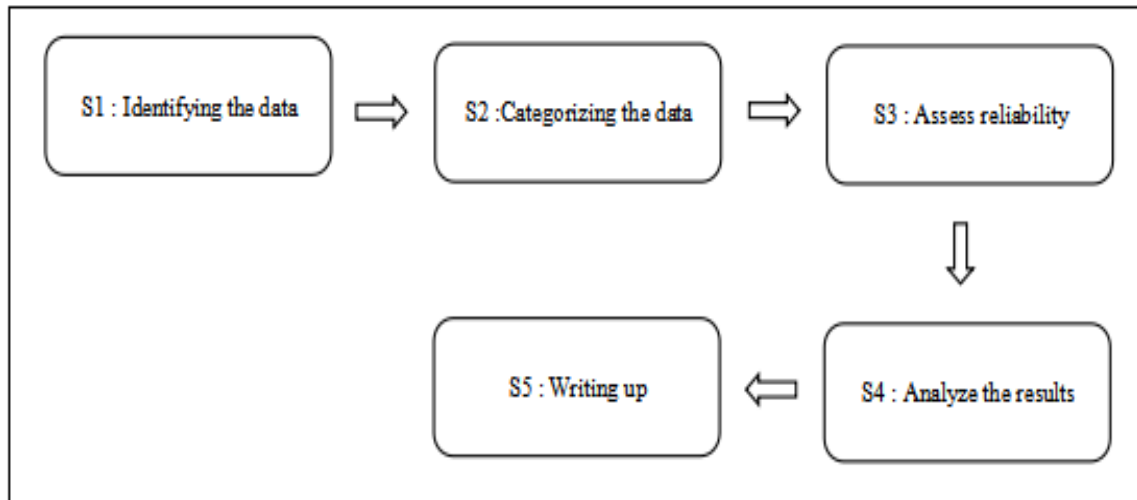 S1 : Identifying the data
S2 :Categorizing the data
S3 : Assess reliability
S4 : Analyze the results
S5 : Writing up